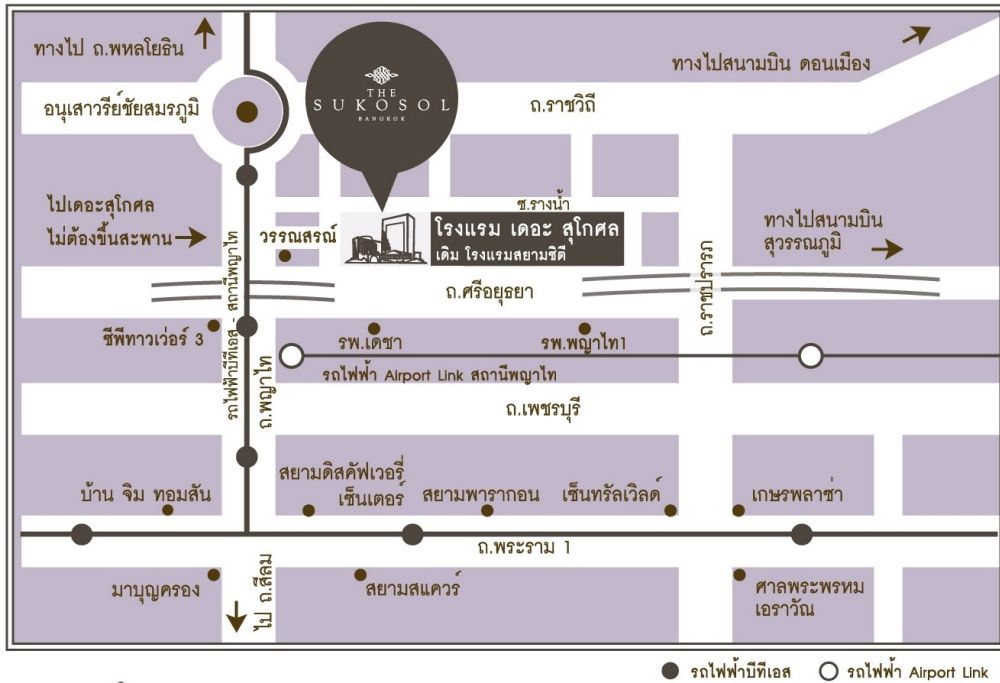 ทางไป ถ.พหลโยธิน
ทางไปสนามบิน ดอนเมือง
THE
SUKOSOL
BANGKOK
อนุเสาวรีย์ชัยสมรภูมิ
ถ.ราชวิถี
ไปเดอะสุโกศล
ไม่ต้องขึ้นสะพาน
ซ.รางน้ำ
วรรณสรณ์
โรงแรม เดอะ สุโกศล
เดิม โรงแรมสยามซิตี
ทางไปสนามบิน
สุวรรณภูมิ
ถ.ศรีอยุธยา
ถ.ราชปรารภ
ซีพีทาวเว่อร์ 3
รถไฟฟ้าบีทีเอส - สถานีพญาไท
ถ.พญาไท
รพ.เดชา
รพ.พญาไท1
รถไฟฟ้า Airport Link สถานีพญาไท
ถ.เพชรบุรี
บ้าน จิม ทอมสัน
สยามดิสคัฟเวอรี่
เซ็นเตอร์
สยามพารากอน
เซ็นทรัลเวิลด์
เกษรพลาซ่า
ถ.พระราม 1
มาบุญครอง
ไป ถ.สีลม
สยามสแควร์
ศาลพระพรหม
เอราวัณ
รถไฟฟ้าบีทีเอส
รถไฟฟ้า Airport Link